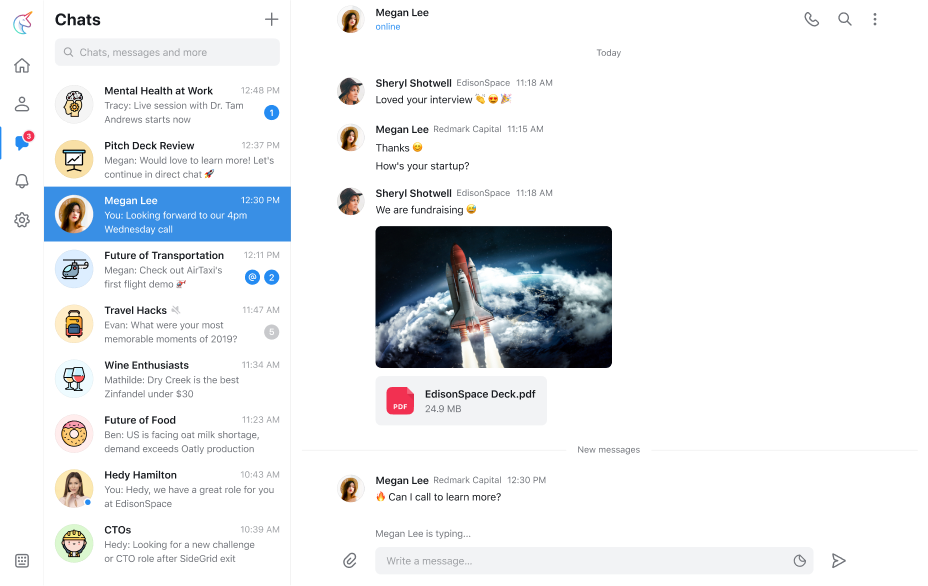 Chats
Chats, messages and more
3
Mental Health at Work 12:48 PM
Tracy: Live session with Dr. Tam
Andrews starts now 1
Pitch Deck Review 12:37 PM
Megan: Would love to learn more! Let's
continue in direct chat 🚀
Megan Lee 12:30 PM
You: Looking forward to our 4pm
Wednesday call
Future of Transportation 12:11 PM
Megan: Check out AirTaxi's
first flight demo 🚁 @ 2
Travel Hacks 11:47 AM
Evan: What were your most
memorable moments of 2019? 5
Wine Enthusiasts 11:34 AM
Mathilde: Dry Creek is the best
Zinfandel under $30
Future of Food 11:23 AM
Ben: US is facing oat milk shortage,
demand exceeds Oatly production
Hedy Hamilton 10:43 AM
You: Hedy, we have a great role for you
at EdisonSpace
CTOs 10:39 AM
Hedy: Looking for a new challenge
or CTO role after SideGrid exit
Megan Lee
online
Today
Sheryl Shotwell EdisonSpace 11:18 AM
Loved your interview 👏 😍 🎉
Megan Lee Redmark Capital 11:15 AM
Thanks 😊
How's your startup?
Sheryl Shotwell EdisonSpace 11:18 AM
We are fundraising 😅
PDF
EdisonSpace Deck.pdf
24.9 MB
New messages
Megan Lee Redmark Capital 12:30 PM
🔥 Can I call to learn more?
Megan Lee is typing...
Write a message...